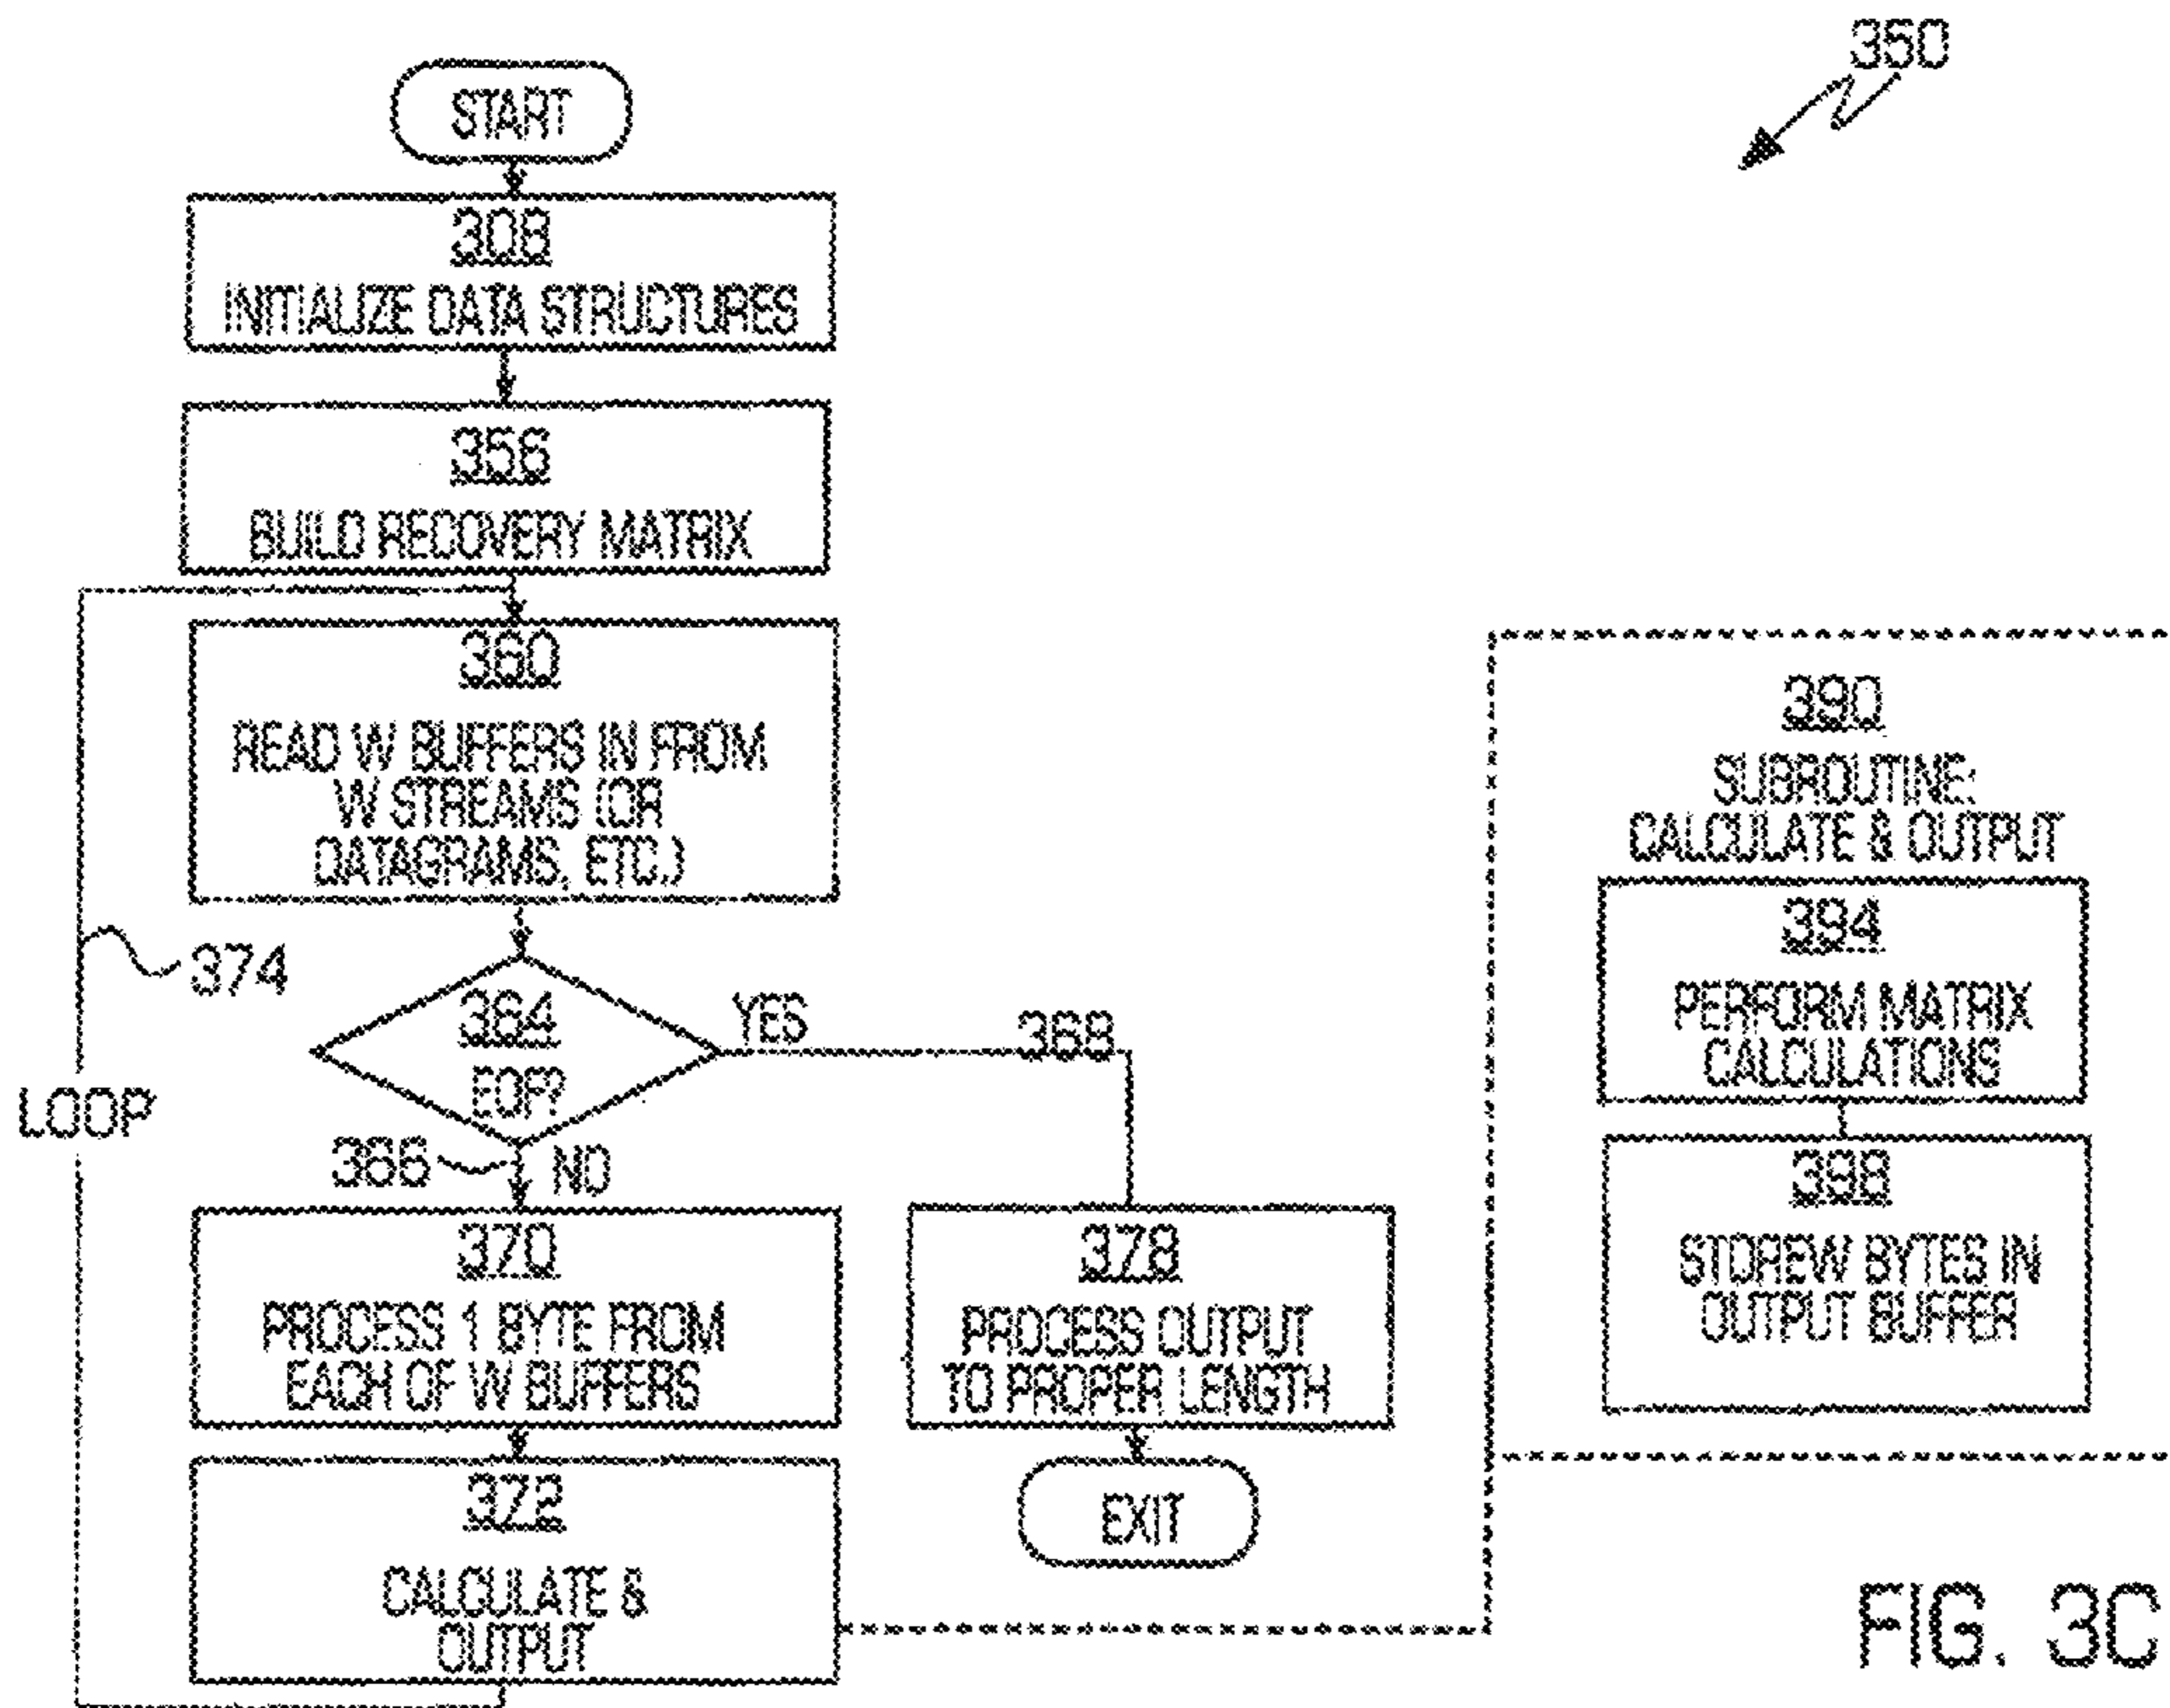 350
START
308
INITIALIZE DATA STRUCTURES
356
BUILD RECOVERY MATRIX
360
READ W BUFFERS IN FROM
W STREAMS (OR
DATAGRAMS, ETC.)
374
364
EOF?
YES
368
LOOP
366
NO
370
PROCESS 1 BYTE FROM
EACH OF W BUFFERS
378
PROCESS OUTPUT
TO PROPER LENGTH
372
CALCULATE &
OUTPUT
EXIT
390
SUBROUTINE:
CALCULATE & OUTPUT
394
PERFORM MATRIX
CALCULATIONS
398
STOREW BYTES IN
OUTPUT BUFFER
FIG. 3C